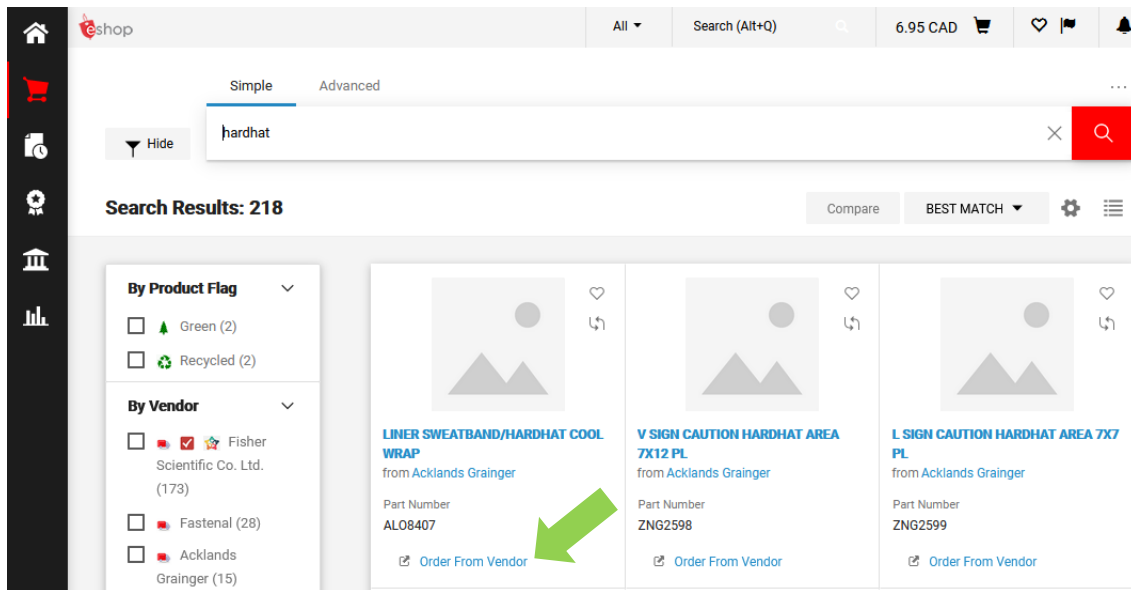 eshop
All
Search (Alt+Q)
6.95 CAD
Simple
Advanced
...
Hide
hardhat
Search Results: 218
Compare
BEST MATCH
By Product Flag
Green (2)
Recycled (2)
By Vendor
Fisher
Scientific Co. Ltd.
(173)
Fastenal (28)
Acklands
Grainger (15)
LINER SWEATBAND/HARDHAT COOL
WRAP
from Acklands Grainger
Part Number
ALO8407
Order From Vendor
V SIGN CAUTION HARDHAT AREA
7X12 PL
from Acklands Grainger
Part Number
ZNG2598
Order From Vendor
L SIGN CAUTION HARDHAT AREA 7X7
PL
from Acklands Grainger
Part Number
ZNG2599
Order From Vendor